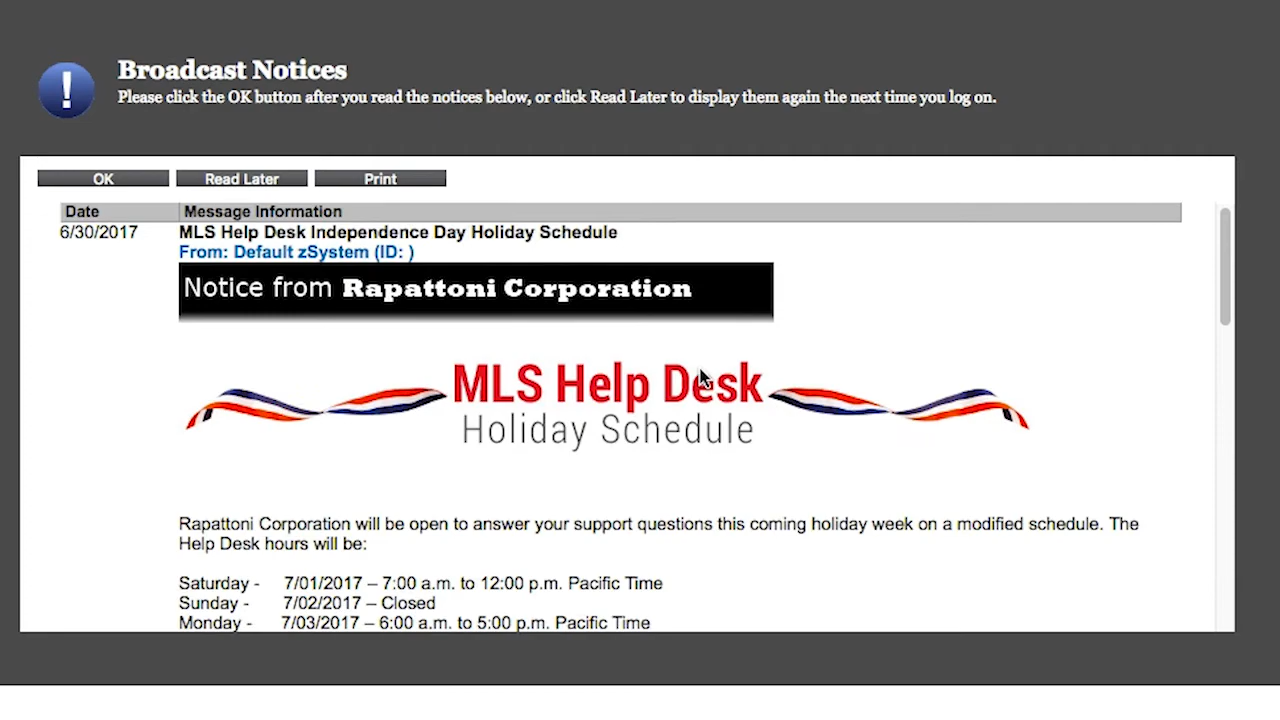 !
Broadcast Notices
Please click the OK button after you read the notices below, or click Read Later to display them again the next time you log on.
OK Read Later Print
Date Message Information
6/30/2017 MLS Help Desk Independence Day Holiday Schedule
From: Default zSystem (ID: )
Notice from Rapattoni Corporation
MLS Help Desk
Holiday Schedule
Rapattoni Corporation will be open to answer your support questions this coming holiday week on a modified schedule. The
Help Desk hours will be:
Saturday - 7/01/2017 – 7:00 a.m. to 12:00 p.m. Pacific Time
Sunday - 7/02/2017 – Closed
Monday - 7/03/2017 – 6:00 a.m. to 5:00 p.m. Pacific Time